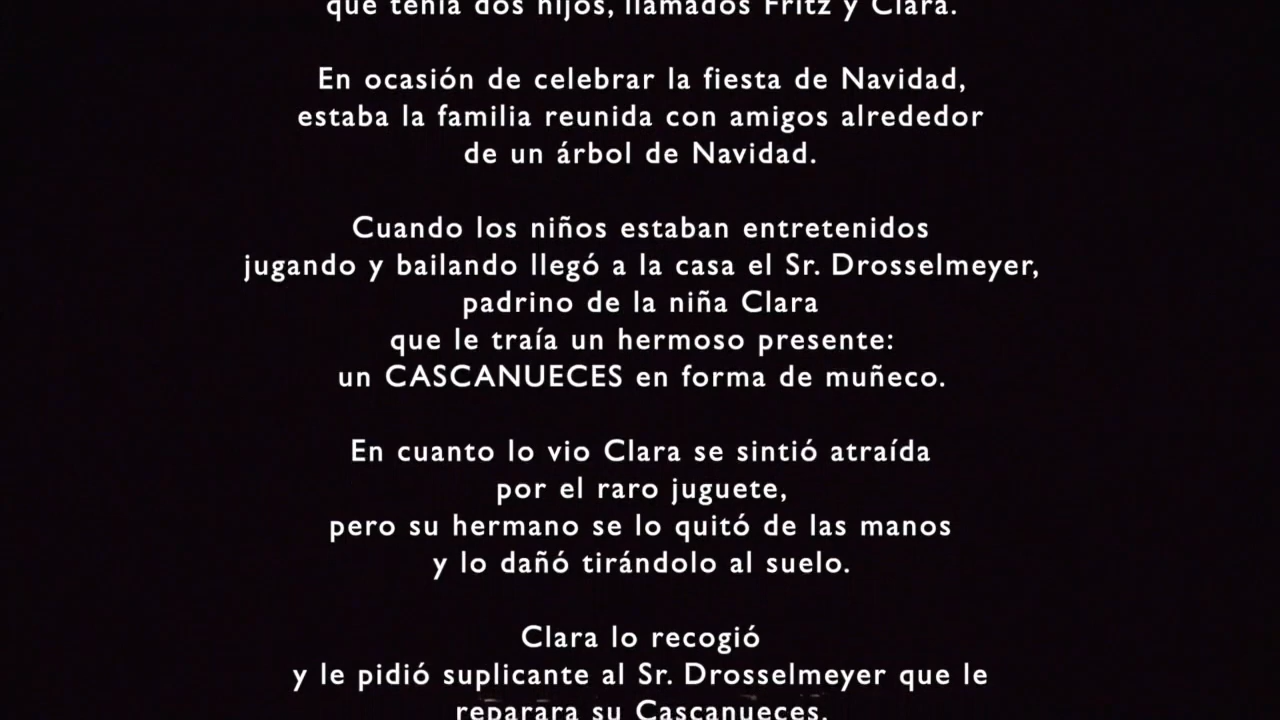 que tenía dos hijos, llamados Fritz y Clara.
En ocasión de celebrar la fiesta de Navidad,
estaba la familia reunida con amigos alrededor
de un árbol de Navidad.
Cuando los niños estaban entretenidos
jugando y bailando llegó a la casa el Sr. Drosselmeyer,
padrino de la niña Clara
que le traía un hermoso presente:
un CASCANUECES en forma de muñeco.
En cuanto lo vio Clara se sintió atraída
por el raro juguete,
pero su hermano se lo quitó de las manos
y lo dañó tirándolo al suelo.
Clara lo recogió
y le pidió suplicante al Sr. Drosselmeyer que le
reparara su Cascanueces.